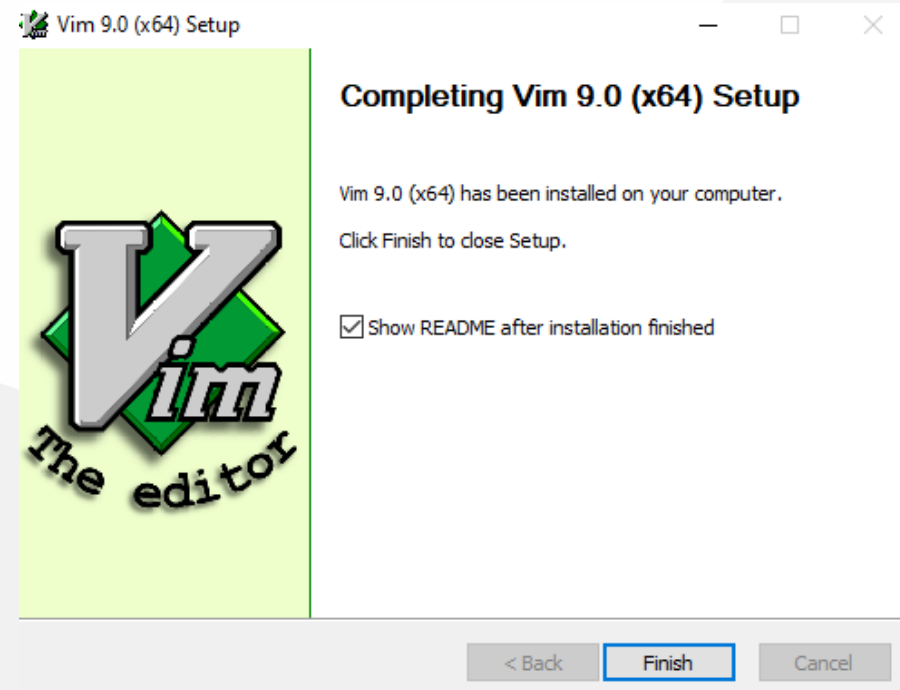 Vim 9.0 (x64) Setup
Completing Vim 9.0 (x64) Setup
Vim 9.0 (x64) has been installed on your computer.
Click Finish to close Setup.
Show README after installation finished
Vim
The editor
< Back
Finish
Cancel